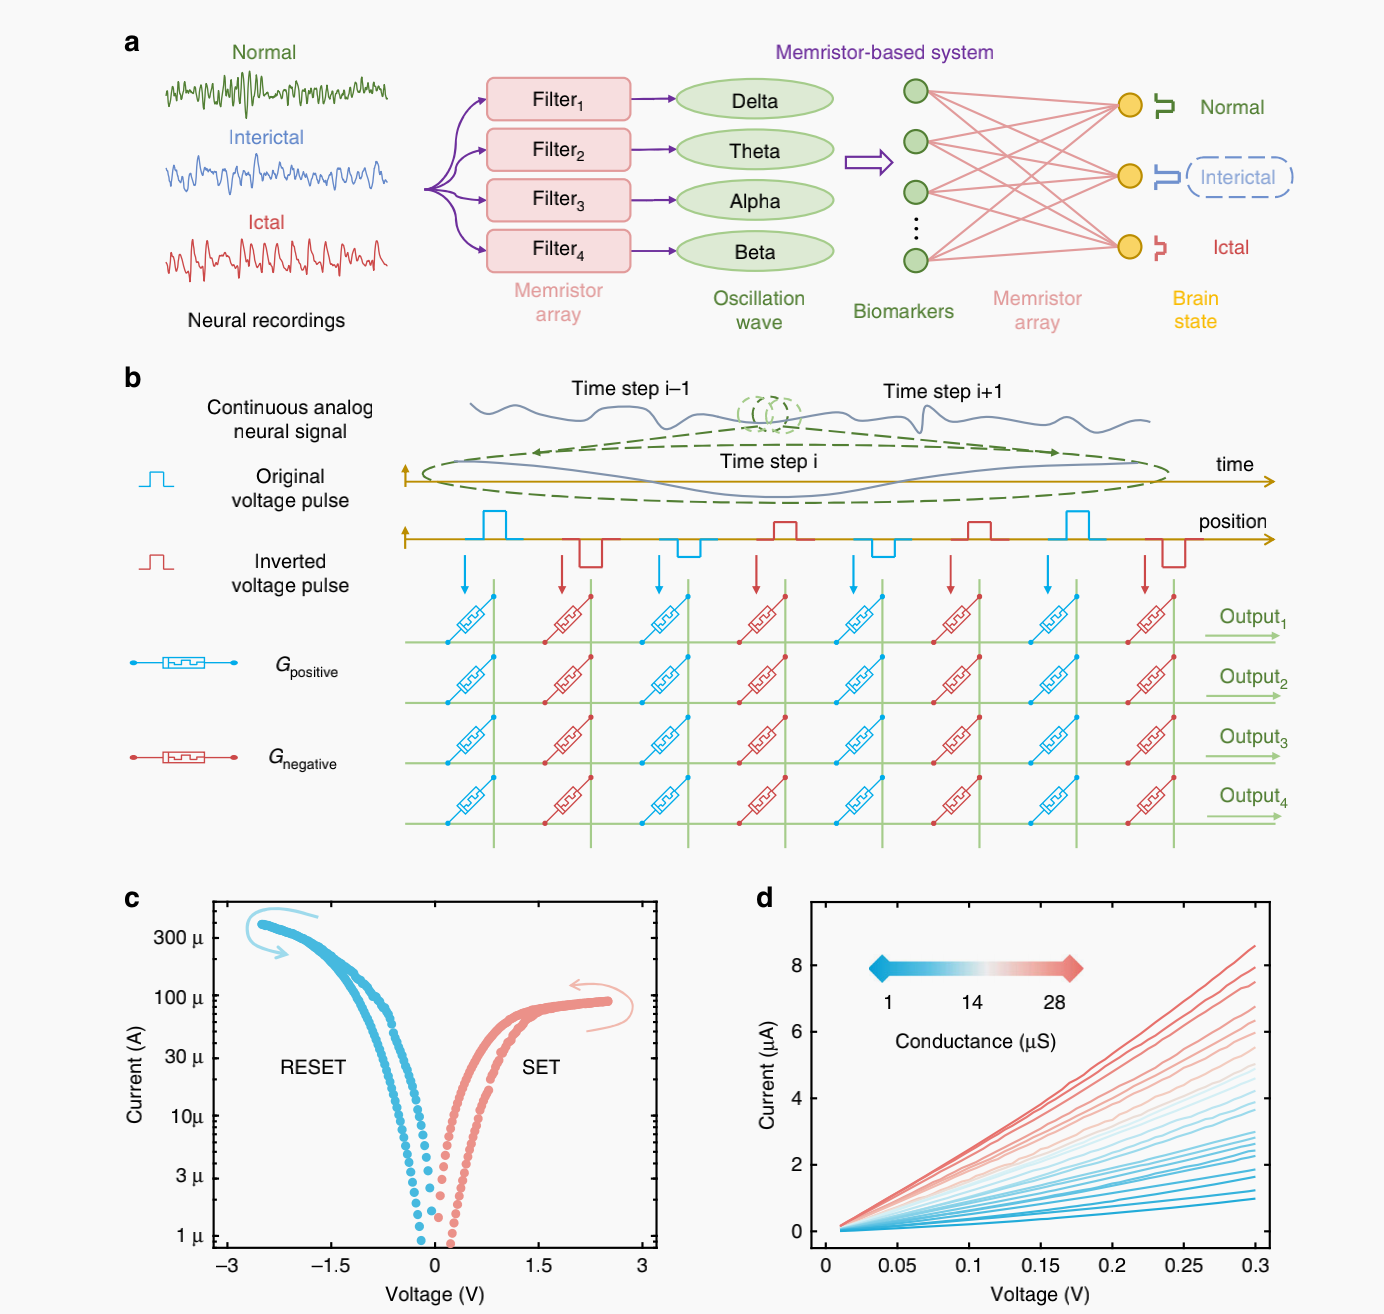 a
Normal
Interictal
Ictal
Neural recordings
Memristor-based system
Filter1
Filter2
Filter3
Filter4
Memristor
array
Delta
Theta
Alpha
Beta
Oscillation
wave
Biomarkers
Memristor
array
Normal
Interictal
Ictal
Brain
state
b
Continuous analog
neural signal
Time step i–1
Time step i+1
Time step i
time
Original
voltage pulse
position
Inverted
voltage pulse
Gpositive
Gnegative
Output1
Output2
Output3
Output4
c
Current (A)
300 μ
100 μ
30 μ
10μ
3 μ
1 μ
RESET
SET
–3
–1.5
0
1.5
3
Voltage (V)
d
Current (μA)
8
6
4
2
0
1
14
28
Conductance (μS)
0
0.05
0.1
0.15
0.2
0.25
0.3
Voltage (V)